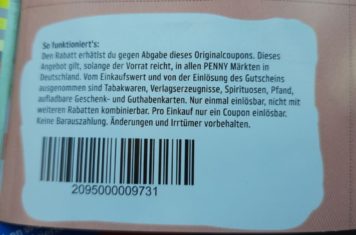 So funktioniert's:
Den Rabatt erhältst du gegen Abgabe dieses Originalcoupons. Dieses
Angebot gilt, solange der Vorrat reicht, in allen PENNY Märkten in
Deutschland. Vom Einkaufswert und von der Einlösung des Gutscheins
ausgenommen sind Tabakwaren, Verlagserzeugnisse, Spirituosen, Pfand,
aufladbare Geschenk- und Guthabenkarten. Nur einmal einlösbar, nicht mit
weiteren Rabatten kombinierbar. Pro Einkauf nur ein Coupon einlösbar.
Keine Barauszahlung. Änderungen und Irrtümer vorbehalten.
2095000009731